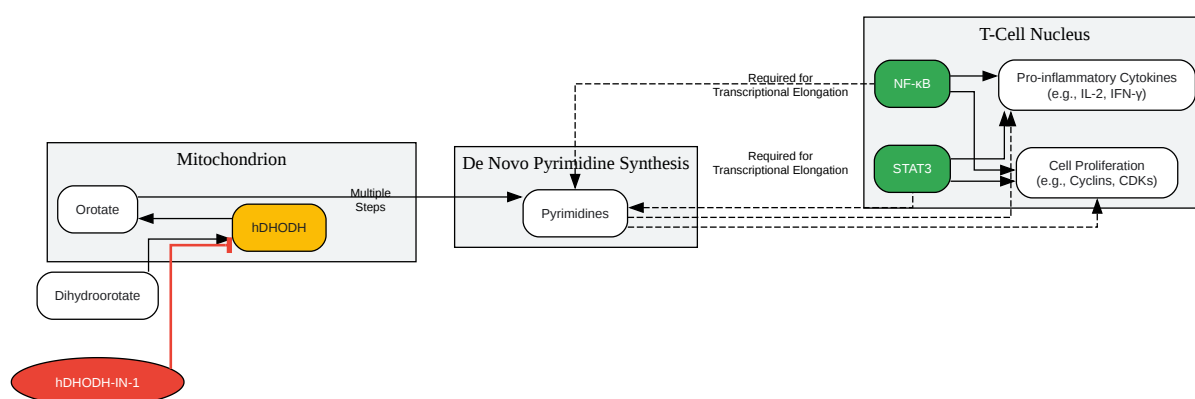 T-Cell Nucleus
NF-κB
Pro-inflammatory Cytokines
(e.g., IL-2, IFN-γ)
Required for
Transcriptional Elongation
Mitochondrion
De Novo Pyrimidine Synthesis
Required for
Transcriptional Elongation
STAT3
Cell Proliferation
(e.g., Cyclins, CDKs)
Orotate
Multiple
Steps
Pyrimidines
hDHODH
Dihydroorotate
hDHODH-IN-1